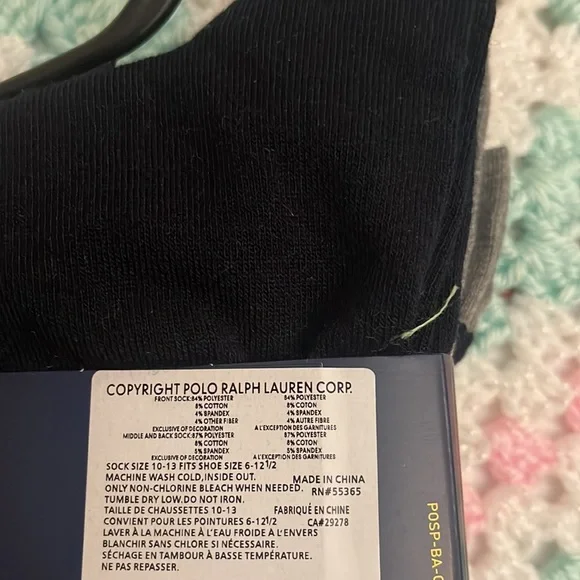 COPYRIGHT POLO RALPH LAUREN CORP.
FRONT SOCK:84% POLYESTER 84% POLYESTER
8% COTTON 8% COTTON
4% SPANDEX 4% SPANDEX
4% OTHER FIBER 4% AUTRE FIBRE
EXCLUSIVE OF DECORATION A L'EXCEPTION DES GARNITURES
MIDDLE AND BACK SOCK:87% POLYESTER 87% POLYESTER
8% COTTON 8% COTTON
5% SPANDEX 5% SPANDEX
EXCLUSIVE OF DECORATION A L'EXCEPTION DES GARNITURES
SOCK SIZE 10-13 FITS SHOE SIZE 6-12 1/2
MACHINE WASH COLD,INSIDE OUT. MADE IN CHINA
ONLY NON-CHLORINE BLEACH WHEN NEEDED. RN#55365
TUMBLE DRY LOW.DO NOT IRON.
TAILLE DE CHAUSSETTES 10-13 FABRIQUÉ EN CHINE
CONVIENT POUR LES POINTURES 6-12 1/2 CA#29278
LAVER À LA MACHINE À L'EAU FROIDE À L'ENVERS
BLANCHIR SANS CHLORE SI NÉCESSAIRE.
SÉCHAGE EN TAMBOUR À BASSE TEMPÉRATURE.
NE PAS REPASSER.
POSP-BA-